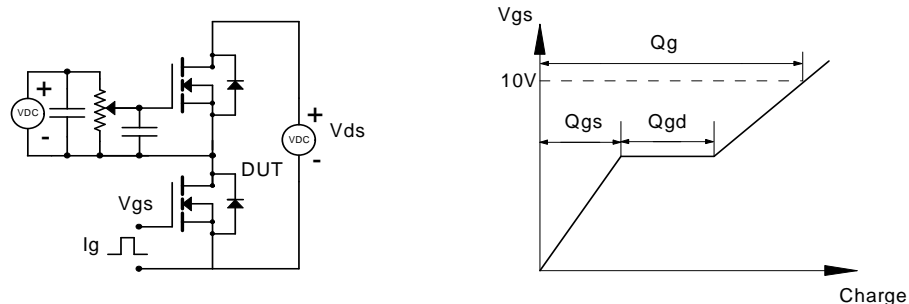 +
VDC
-
+
VDC
-
Vds
DUT
Vgs
Ig
Vgs
Qg
10V
Qgs
Qgd
Charge